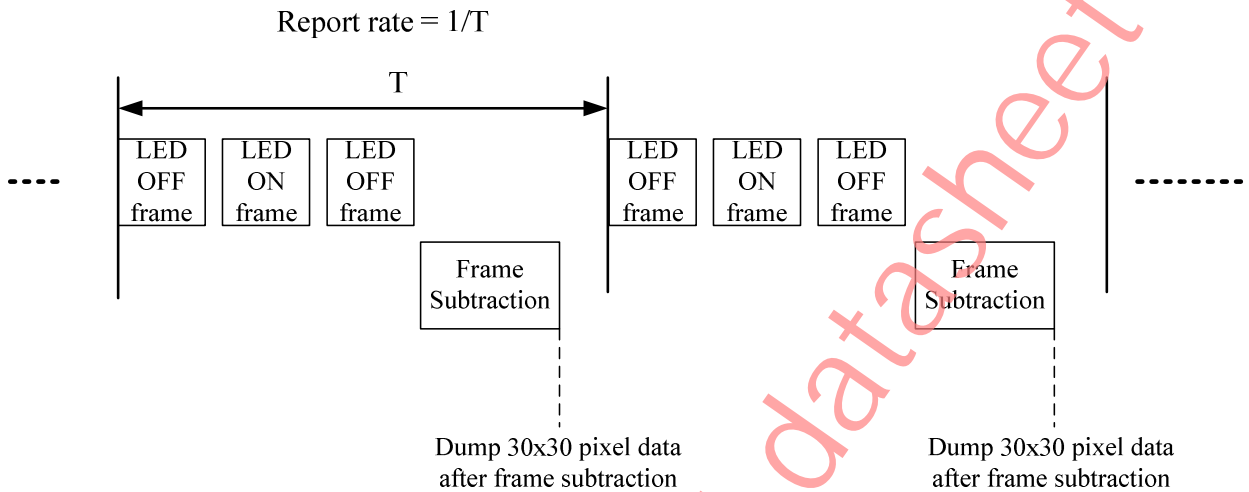 Report rate = 1/T
T
LED
OFF
frame
LED
ON
frame
LED
OFF
frame
LED
OFF
frame
LED
ON
frame
LED
OFF
frame
Frame
Subtraction
Frame
Subtraction
Dump 30x30 pixel data
after frame subtraction
Dump 30x30 pixel data
after frame subtraction
datasheet